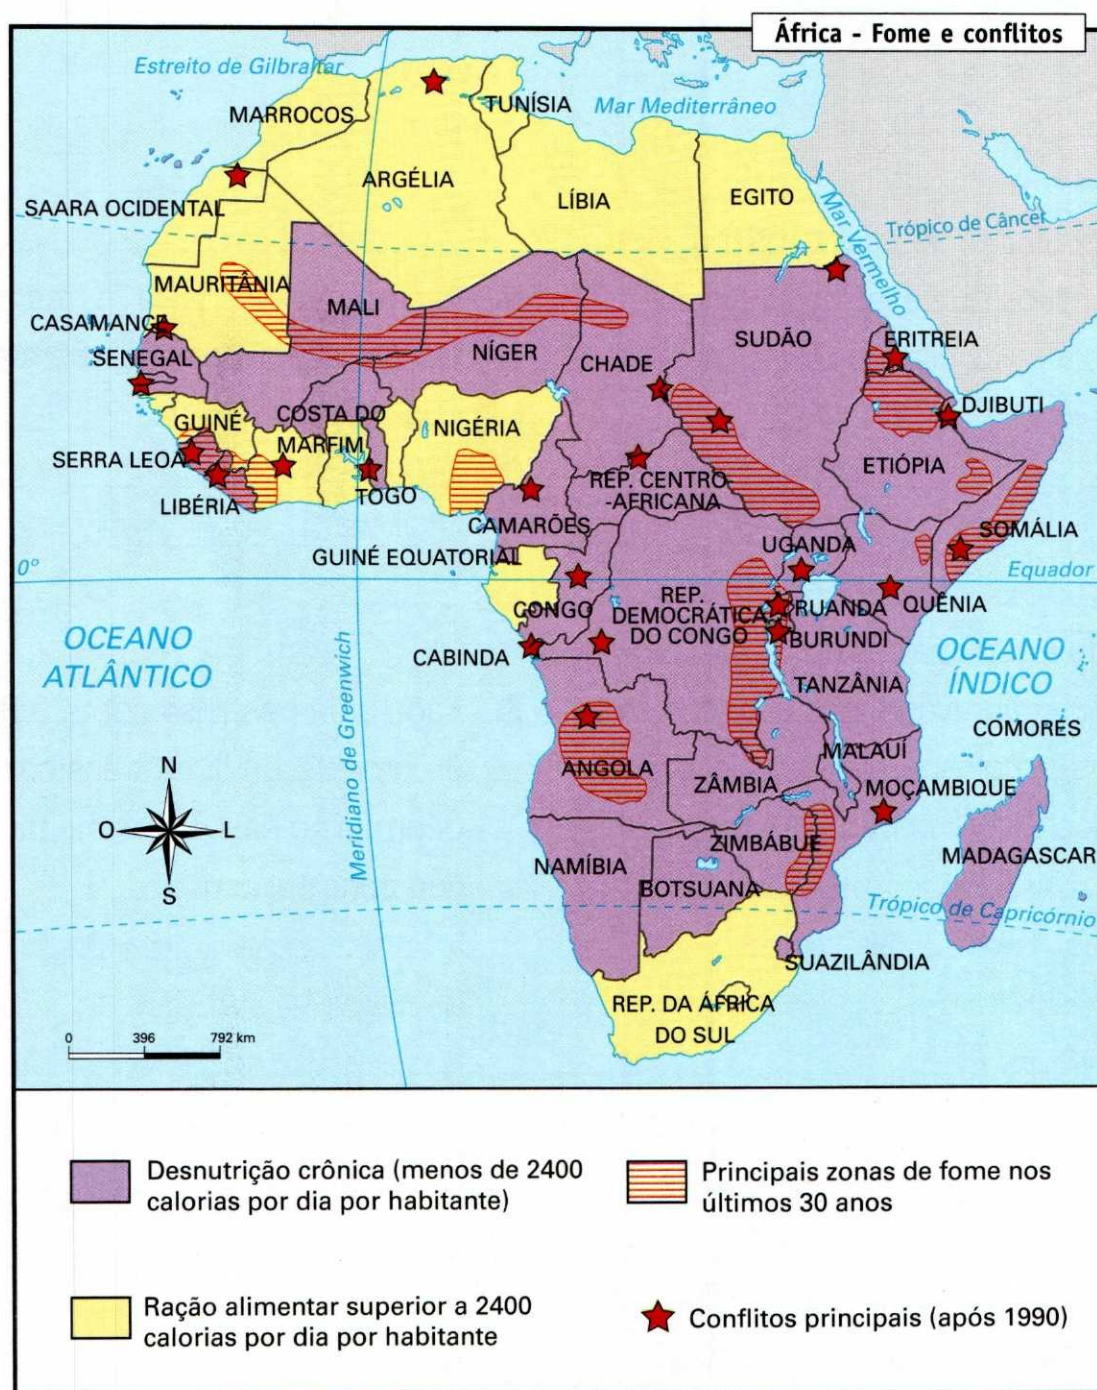 África - Fome e conflitos
Estreito de Gilbraltar
MARROCOS
TUNÍSIA
Mar Mediterrâneo
ARGÉLIA
LÍBIA
EGITO
SAARA OCIDENTAL
Mar Vermelho
Trópico de Câncer
MAURITÂNIA
MALI
CASAMANCE
SENEGAL
NÍGER
CHADE
SUDÃO
ERITREIA
DJIBUTI
GUINÉ
COSTA DO
MARFIM
NIGÉRIA
SERRA LEOA
ETIÓPIA
REP. CENTRO-
-AFRICANA
LIBÉRIA
TOGO
CAMARÕES
SOMÁLIA
GUINÉ EQUATORIAL
UGANDA
0°
Equador
CONGO
REP.
DEMOCRÁTICA
DO CONGO
RUANDA
QUÊNIA
BURUNDI
OCEANO
ATLÂNTICO
CABINDA
OCEANO
ÍNDICO
TANZÂNIA
COMORES
Meridiano de Greenwich
MALAUÍ
ANGOLA
ZÂMBIA
MOÇAMBIQUE
N
O
L
S
ZIMBÁBUE
NAMÍBIA
BOTSUANA
MADAGASCAR
Trópico de Capricórnio
SUAZILÂNDIA
REP. DA ÁFRICA
DO SUL
0 396 792 km
Desnutrição crônica (menos de 2400
calorias por dia por habitante)
Principais zonas de fome nos
últimos 30 anos
Ração alimentar superior a 2400
calorias por dia por habitante
Conflitos principais (após 1990)